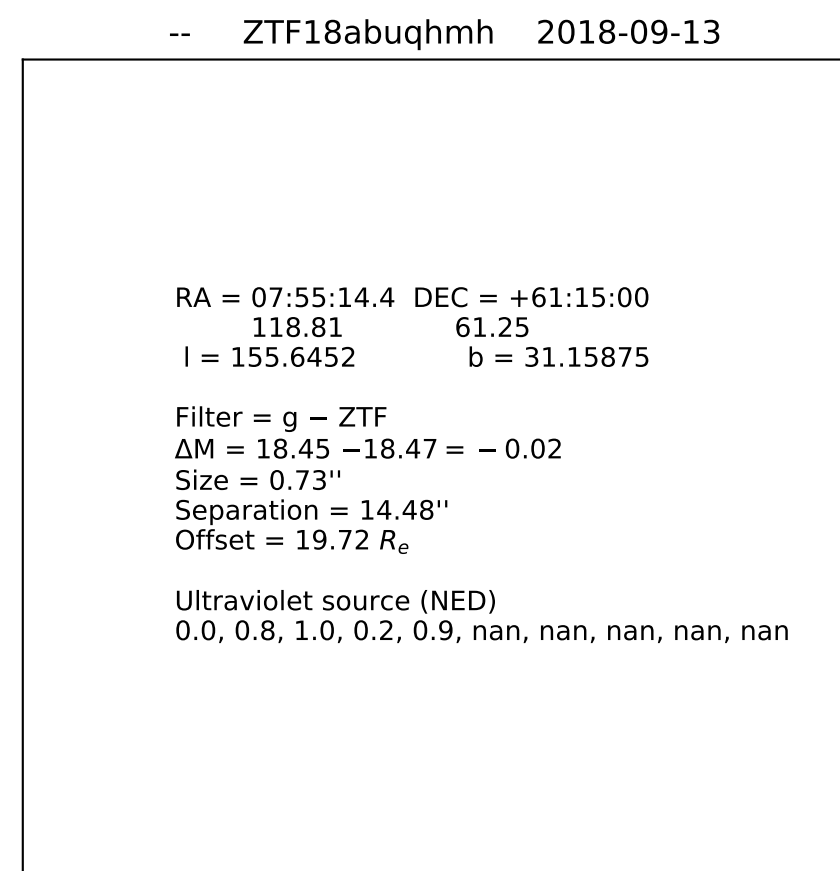 -- ZTF18abuqhmh 2018-09-13
RA = 07:55:14.4 DEC = +61:15:00
118.81 61.25
l = 155.6452 b = 31.15875
Filter = g − ZTF
ΔM = 18.45 −18.47 = − 0.02
Size = 0.73''
Separation = 14.48''
Offset = 19.72 Re
Ultraviolet source (NED)
0.0, 0.8, 1.0, 0.2, 0.9, nan, nan, nan, nan, nan